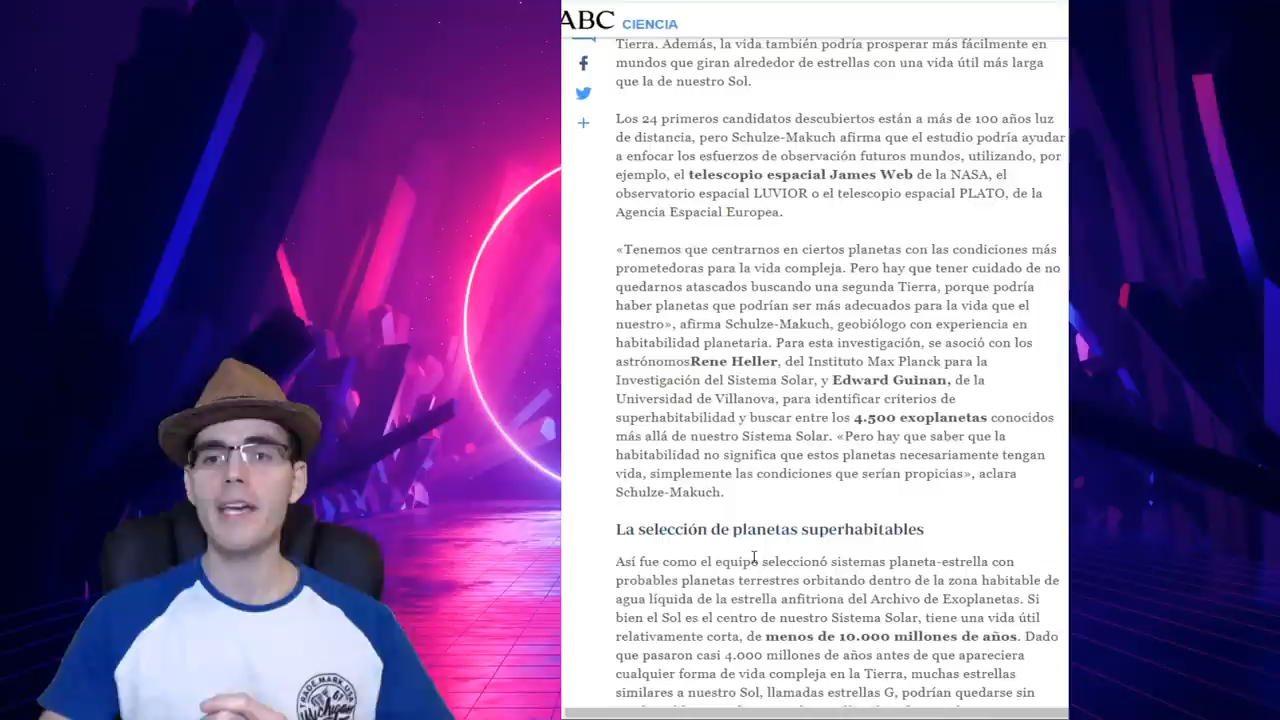 ABC CIENCIA
Tierra. Además, la vida también podría prosperar más fácilmente en
mundos que giran alrededor de estrellas con una vida útil más larga
que la de nuestro Sol.
Los 24 primeros candidatos descubiertos están a más de 100 años luz
de distancia, pero Schulze-Makuch afirma que el estudio podría ayudar
a enfocar los esfuerzos de observación futuros mundos, utilizando, por
ejemplo, el telescopio espacial James Web de la NASA, el
observatorio espacial LUVIOR o el telescopio espacial PLATO, de la
Agencia Espacial Europea.
«Tenemos que centrarnos en ciertos planetas con las condiciones más
prometedoras para la vida compleja. Pero hay que tener cuidado de no
quedarnos atascados buscando una segunda Tierra, porque podría
haber planetas que podrían ser más adecuados para la vida que el
nuestro», afirma Schulze-Makuch, geobiólogo con experiencia en
habitabilidad planetaria. Para esta investigación, se asoció con los
astrónomosRene Heller, del Instituto Max Planck para la
Investigación del Sistema Solar, y Edward Guinan, de la
Universidad de Villanova, para identificar criterios de
superhabitabilidad y buscar entre los 4.500 exoplanetas conocidos
más allá de nuestro Sistema Solar. «Pero hay que saber que la
habitabilidad no significa que estos planetas necesariamente tengan
vida, simplemente las condiciones que serían propicias», aclara
Schulze-Makuch.
La selección de planetas superhabitables
Así fue como el equipo seleccionó sistemas planeta-estrella con
probables planetas terrestres orbitando dentro de la zona habitable de
agua líquida de la estrella anfitriona del Archivo de Exoplanetas. Si
bien el Sol es el centro de nuestro Sistema Solar, tiene una vida útil
relativamente corta, de menos de 10.000 millones de años. Dado
que pasaron casi 4.000 millones de años antes de que apareciera
cualquier forma de vida compleja en la Tierra, muchas estrellas
similares a nuestro Sol, llamadas estrellas G, podrían quedarse sin
TRADE MARK USA
Michigan